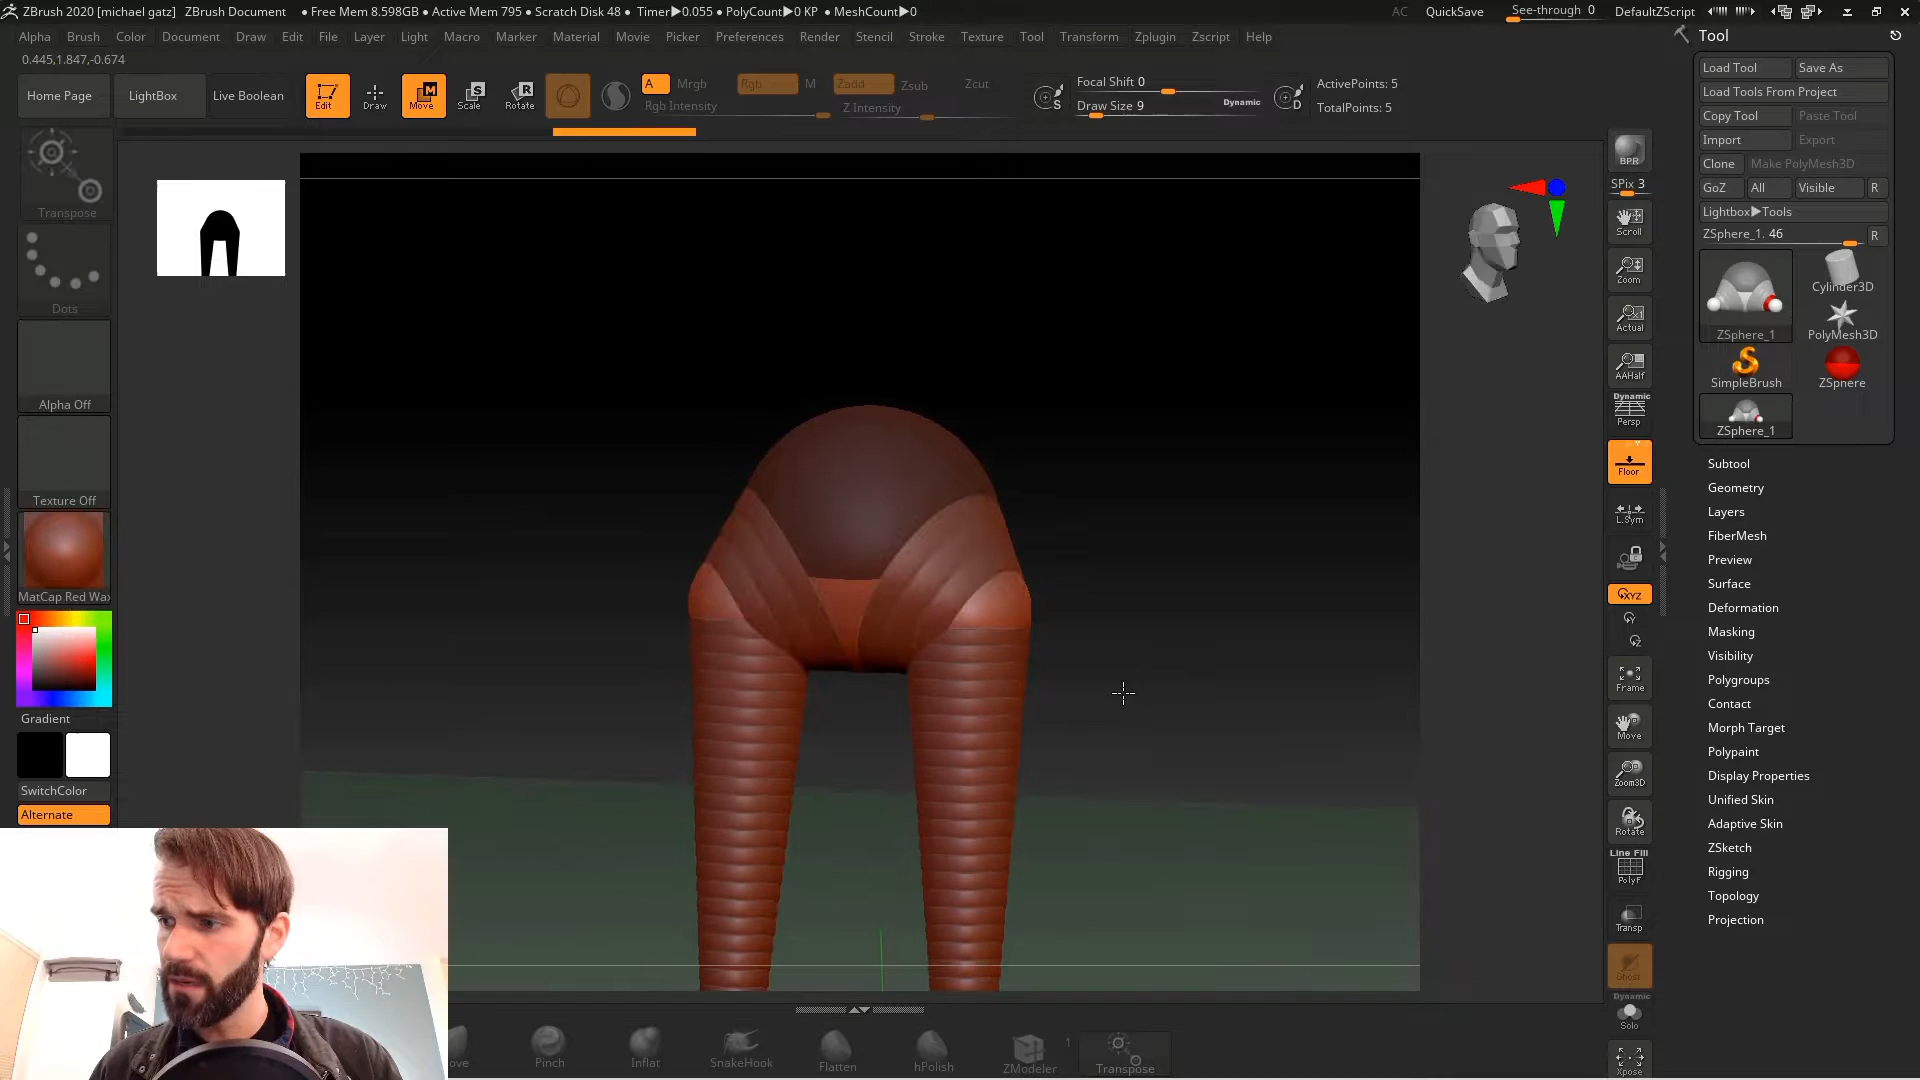 ZBrush 2020 [michael gatz] ZBrush Document • Free Mem 8.598GB • Active Mem 795 • Scratch Disk 48 • Timer▶0.055 • PolyCount▶0 KP • MeshCount▶0 AC QuickSave See-through 0 DefaultZScript
Alpha Brush Color Document Draw Edit File Layer Light Macro Marker Material Movie Picker Preferences Render Stencil Stroke Texture Tool Transform Zplugin Zscript Help
0.445,1.847,-0.674
Home Page LightBox Live Boolean Edit Draw Move Scale Rotate A Mrgb Rgb M Zadd Zsub Zcut
Rgb Intensity Z Intensity
S Focal Shift 0
Draw Size 9 Dynamic
D ActivePoints: 5
TotalPoints: 5
Transpose
Dots
Alpha Off
Texture Off
MatCap Red Wax
Gradient
SwitchColor
Alternate
BPR
SPix 3
Scroll
Zoom
Actual
AAHalf
Dynamic
Persp
Floor
L.Sym
XYZ
Y
Z
Frame
Move
Zoom3D
Rotate
Line Fill
PolyF
Transp
Ghost
Dynamic
Solo
Xpose
Tool
Load Tool Save As
Load Tools From Project
Copy Tool Paste Tool
Import Export
Clone Make PolyMesh3D
GoZ All Visible R
Lightbox▶Tools
ZSphere_1. 46 R
ZSphere_1 Cylinder3D
PolyMesh3D
SimpleBrush ZSphere
ZSphere_1
Subtool
Geometry
Layers
FiberMesh
Preview
Surface
Deformation
Masking
Visibility
Polygroups
Contact
Morph Target
Polypaint
Display Properties
Unified Skin
Adaptive Skin
ZSketch
Rigging
Topology
Projection
ove Pinch Inflat SnakeHook Flatten hPolish ZModeler 1 Transpose